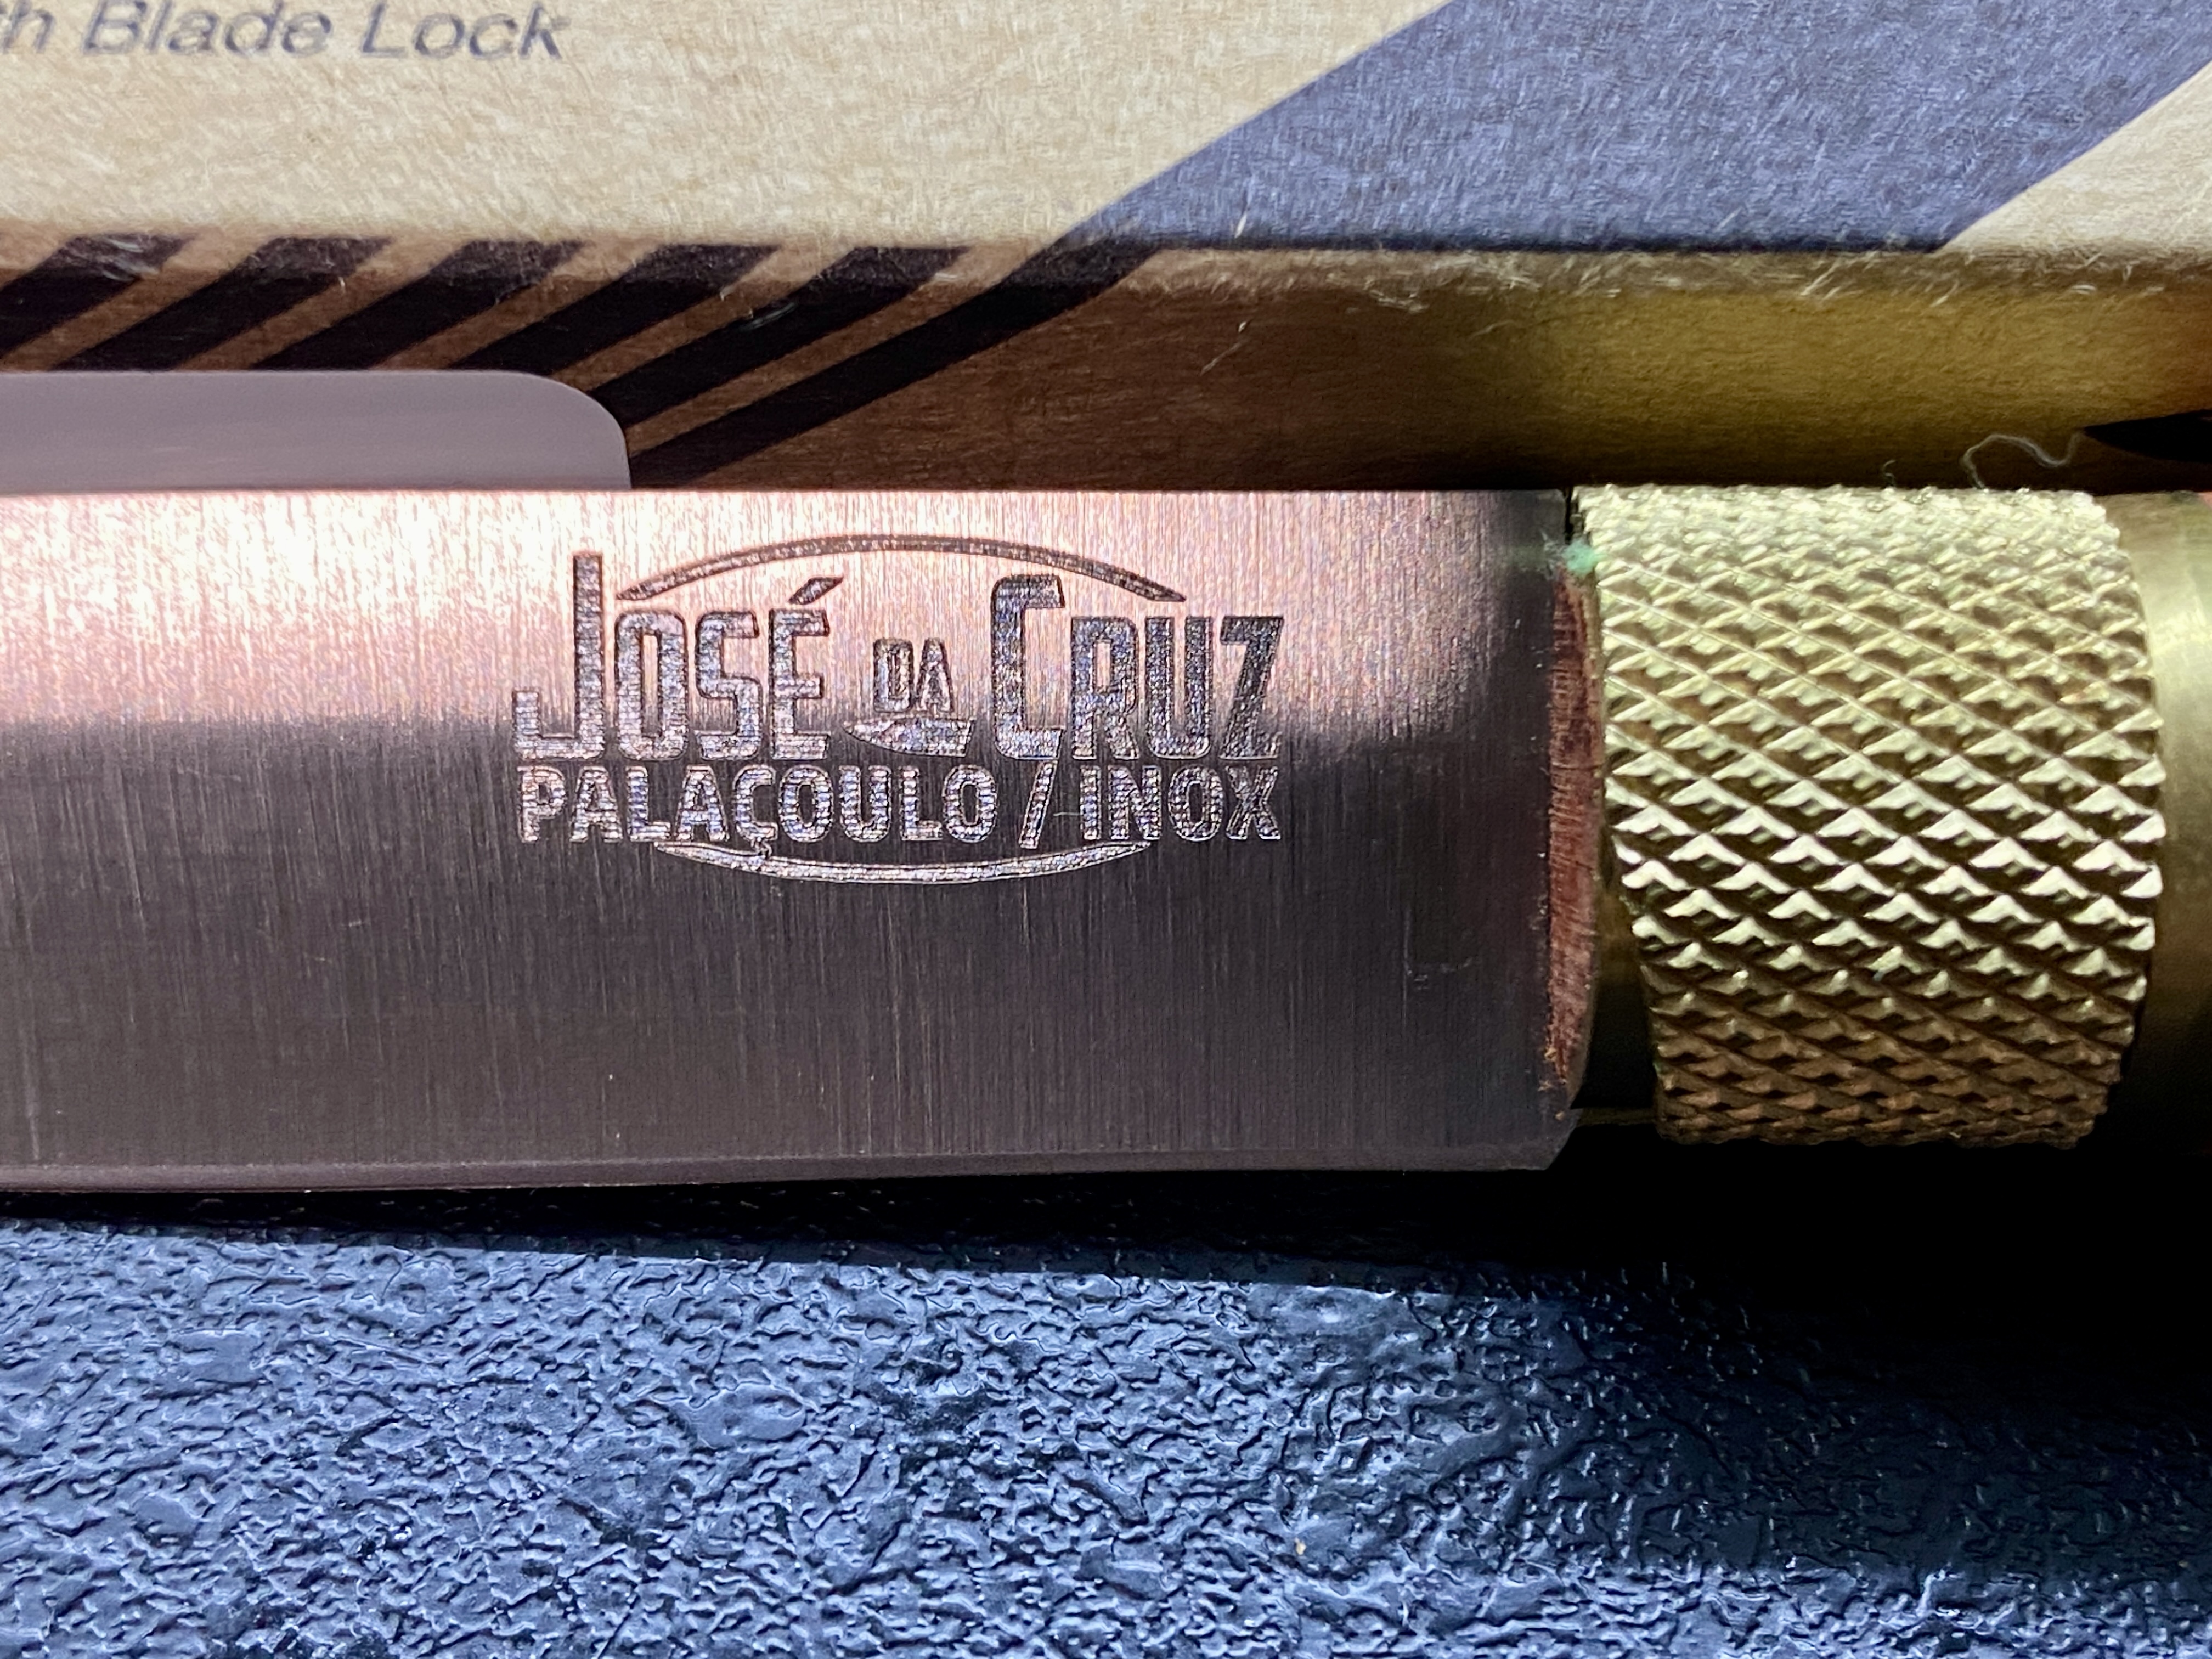 Blade Lock
JOSÉ DA CRUZ
PALAÇOULO / INOX